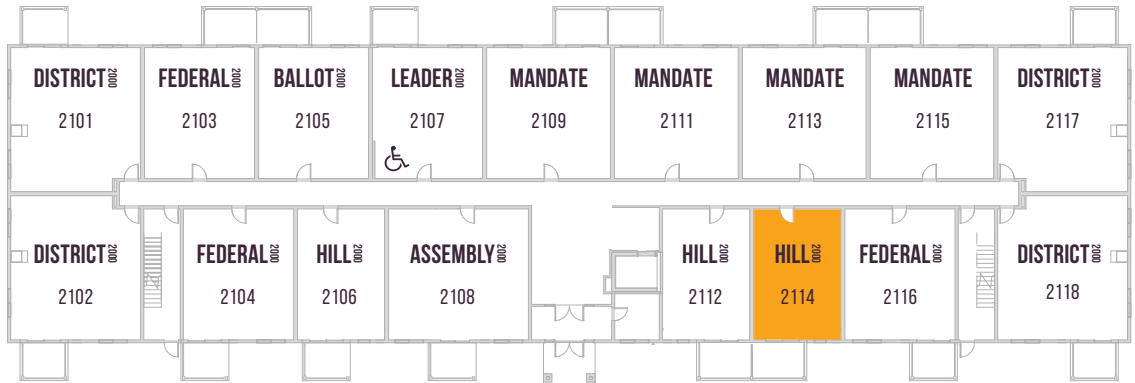 DISTRICT 2000
2101
FEDERAL 2000
2103
BALLOT 2000
2105
LEADER 2000
2107
MANDATE
2109
MANDATE
2111
MANDATE
2113
MANDATE
2115
DISTRICT 2000
2117
DISTRICT 2000
2102
FEDERAL 2000
2104
HILL 2000
2106
ASSEMBLY 2000
2108
HILL 2000
2112
HILL 2000
2114
FEDERAL 2000
2116
DISTRICT 2000
2118